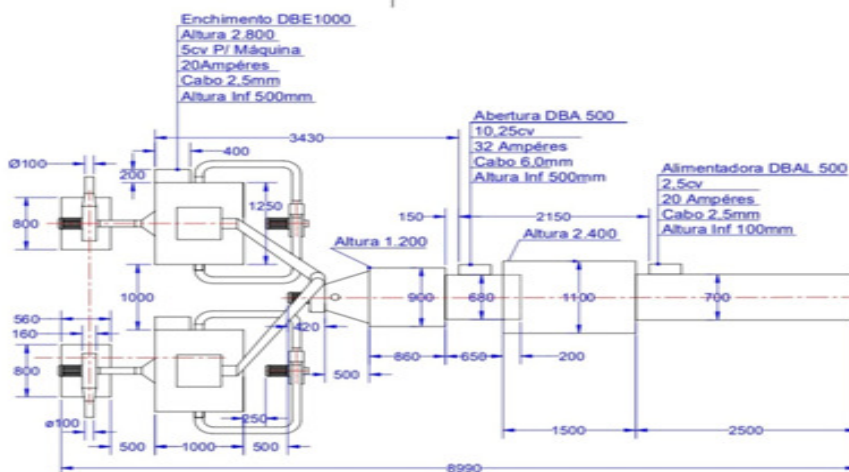 Enchimento DBE1000
Altura 2.800
5cv P/ Máquina
20Ampéres
Cabo 2,5mm
Altura Inf 500mm
Abertura DBA 500
10,25cv
32 Ampéres
Cabo 6,0mm
Altura Inf 500mm
Alimentadora DBAL 500
2,5cv
20 Ampéres
Cabo 2,5mm
Altura Inf 100mm
3430
400
Ø100
200
800
1250
150
2150
Altura 1.200
Altura 2.400
1000
900
680
1100
700
560
160
420
860
650
200
500
800
250
ø100
500
1000
500
1500
2500
8990